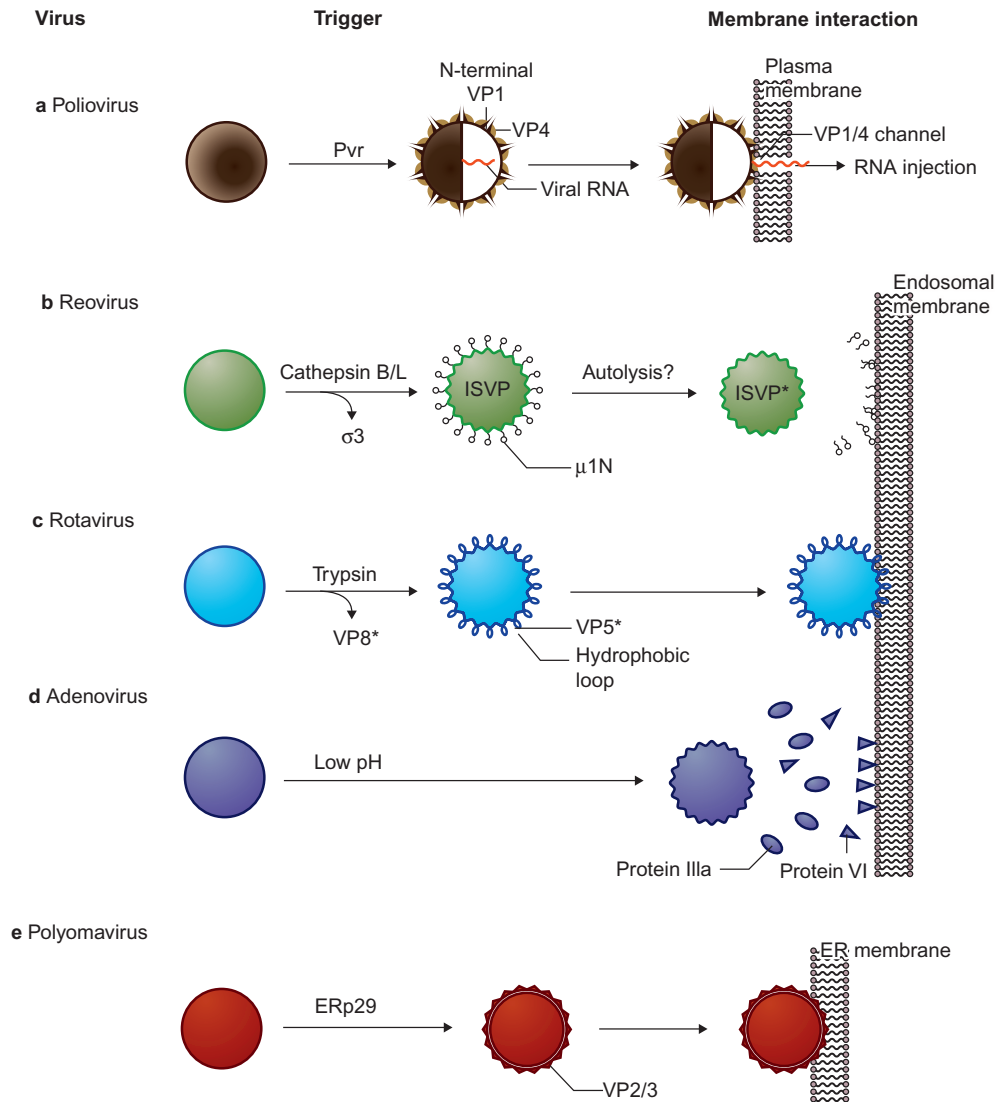 Virus
Trigger
Membrane interaction
a Poliovirus
Pvr
N-terminal
VP1
VP4
Viral RNA
Plasma
membrane
VP1/4 channel
RNA injection
b Reovirus
Cathepsin B/L
σ3
ISVP
μ1N
Autolysis?
ISVP*
Endosomal
membrane
c Rotavirus
Trypsin
VP8*
VP5*
Hydrophobic
loop
d Adenovirus
Low pH
Protein IIIa
Protein VI
e Polyomavirus
ERp29
VP2/3
ER membrane